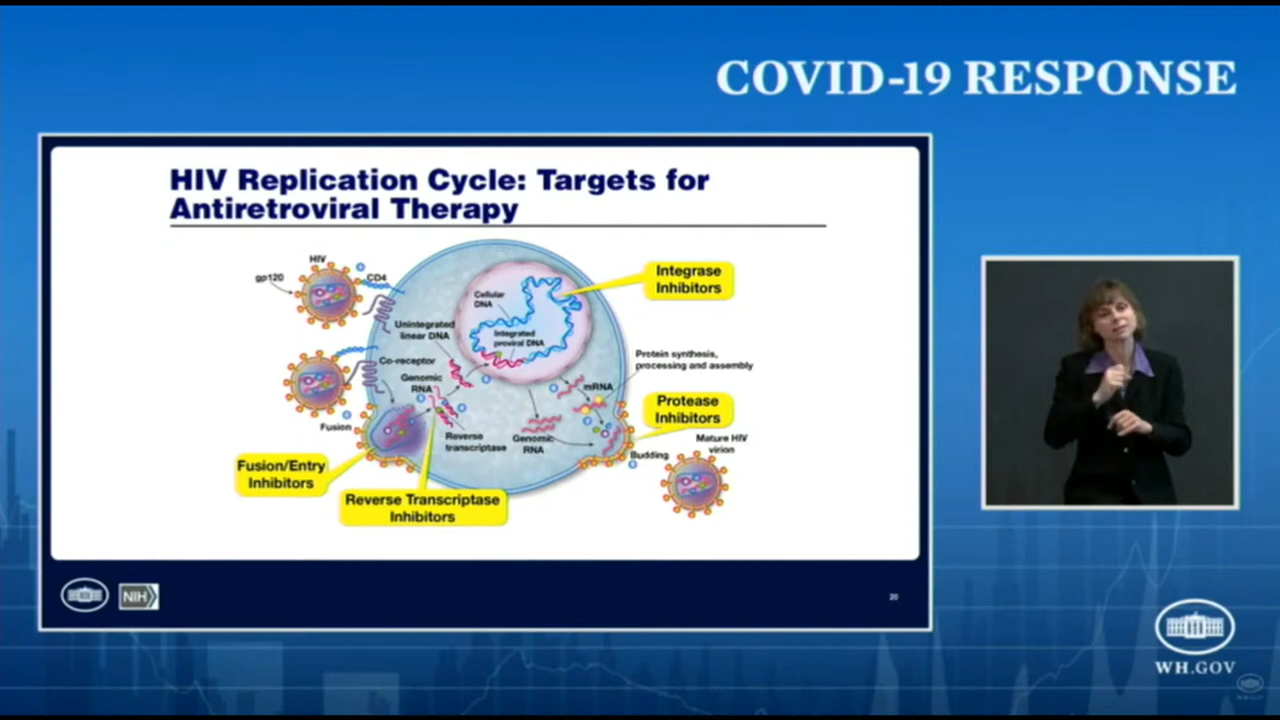 COVID-19 RESPONSE
HIV Replication Cycle: Targets for
Antiretroviral Therapy
HIV
gp120
CD4
Integrase
Inhibitors
Cellular
DNA
Unintegrated
linear DNA
Integrated
proviral DNA
Co-receptor
Protein synthesis,
processing and assembly
Genomic
RNA
mRNA
Protease
Inhibitors
Fusion
Reverse
transcriptase
Genomic
RNA
Mature HIV
virion
Budding
Fusion/Entry
Inhibitors
Reverse Transcriptase
Inhibitors
NIH
20
WH.GOV